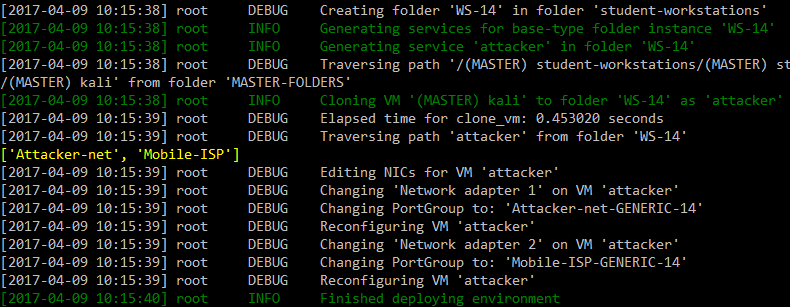 [2017-04-09 10:15:38] root     DEBUG    Creating folder 'WS-14' in folder 'student-workstations'
[2017-04-09 10:15:38] root     INFO     Generating services for base-type folder instance 'WS-14'
[2017-04-09 10:15:38] root     INFO     Generating service 'attacker' in folder 'WS-14'
[2017-04-09 10:15:38] root     DEBUG    Traversing path '/(MASTER) student-workstations/(MASTER) st
/(MASTER) kali' from folder 'MASTER-FOLDERS'
[2017-04-09 10:15:38] root     INFO     Cloning VM '(MASTER) kali' to folder 'WS-14' as 'attacker'
[2017-04-09 10:15:39] root     DEBUG    Elapsed time for clone_vm: 0.453020 seconds
[2017-04-09 10:15:39] root     DEBUG    Traversing path 'attacker' from folder 'WS-14'
['Attacker-net', 'Mobile-ISP']
[2017-04-09 10:15:39] root     DEBUG    Editing NICs for VM 'attacker'
[2017-04-09 10:15:39] root     DEBUG    Changing 'Network adapter 1' on VM 'attacker'
[2017-04-09 10:15:39] root     DEBUG    Changing PortGroup to: 'Attacker-net-GENERIC-14'
[2017-04-09 10:15:39] root     DEBUG    Reconfiguring VM 'attacker'
[2017-04-09 10:15:39] root     DEBUG    Changing 'Network adapter 2' on VM 'attacker'
[2017-04-09 10:15:39] root     DEBUG    Changing PortGroup to: 'Mobile-ISP-GENERIC-14'
[2017-04-09 10:15:39] root     DEBUG    Reconfiguring VM 'attacker'
[2017-04-09 10:15:40] root     INFO     Finished deploying environment